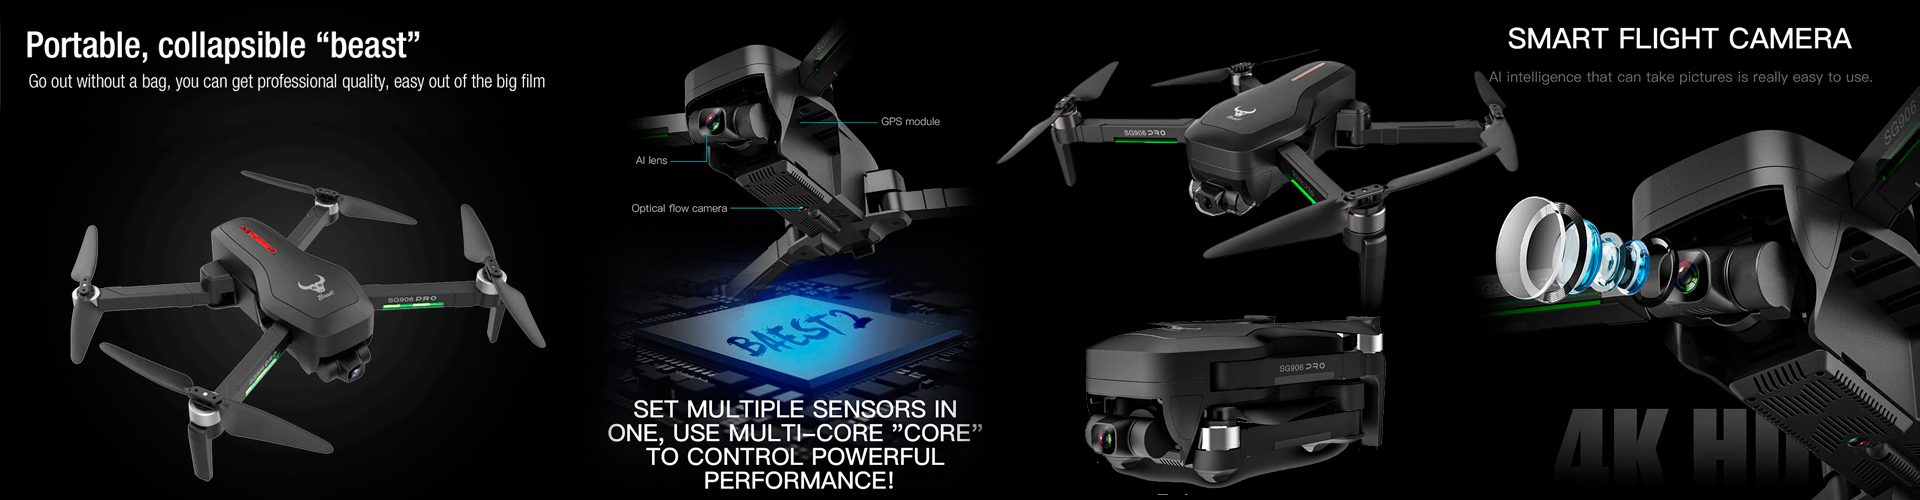 Portable, collapsible “beast”
Go out without a bag, you can get professional quality, easy out of the big film
SG906 PRO
Beast
GPS module
AI lens
Optical flow camera
BAEST2
SET MULTIPLE SENSORS IN
ONE, USE MULTI-CORE ”CORE”
TO CONTROL POWERFUL
PERFORMANCE!
SG906 PRO
Beast
SG906 PRO
SMART FLIGHT CAMERA
AI intelligence that can take pictures is really easy to use.
SG906
4K